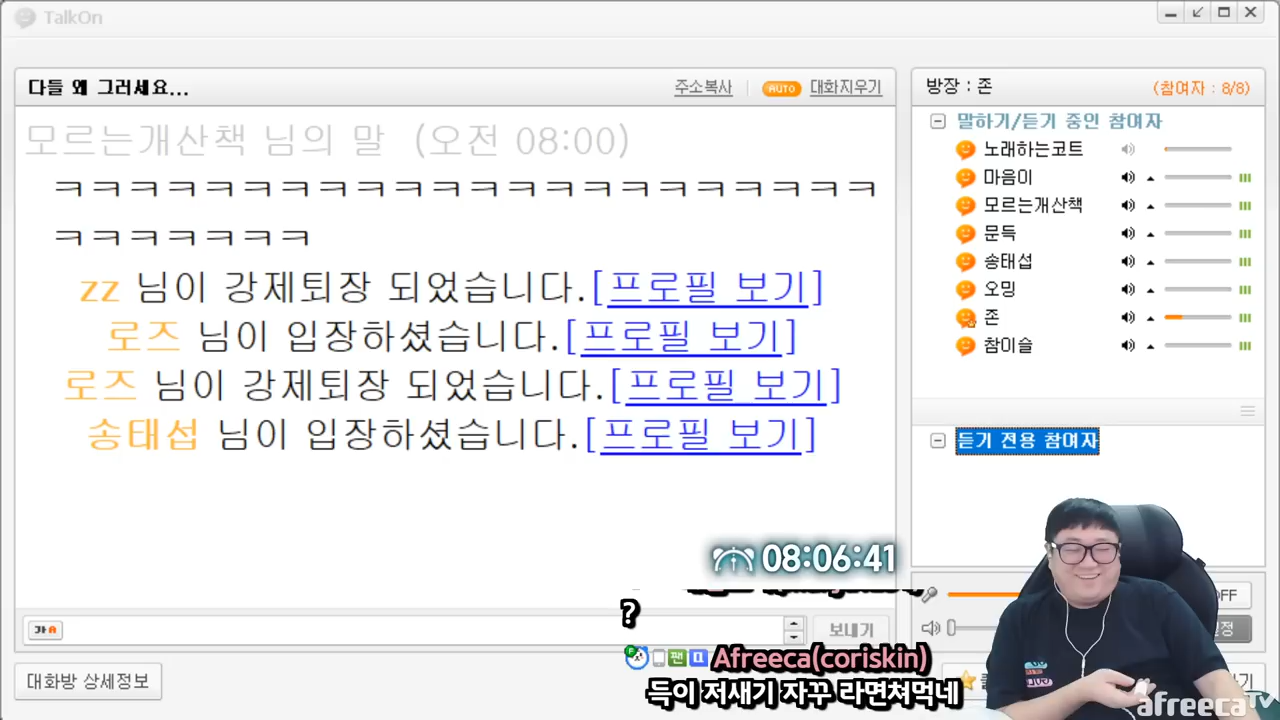 TalkOn
다들 왜 그러세요...
주소복사
AUTO
대화지우기
모르는개산책 님의 말 (오전 08:00)
ㅋㅋㅋㅋㅋㅋㅋㅋㅋㅋㅋㅋㅋㅋㅋㅋㅋㅋㅋㅋㅋㅋ
ㅋㅋㅋㅋㅋㅋㅋ
zz 님이 강제퇴장 되었습니다.[프로필 보기]
로즈 님이 입장하셨습니다.[프로필 보기]
로즈 님이 강제퇴장 되었습니다.[프로필 보기]
송태섭 님이 입장하셨습니다.[프로필 보기]
방장 : 존
(참여자 : 8/8)
말하기/듣기 중인 참여자
노래하는코트
마음이
모르는개산책
문득
송태섭
오밍
존
참이슬
듣기 전용 참여자
08:06:41
?
가A
보내기
팬
Afreeca(coriskin)
득이 저새기 자꾸 라면쳐먹네
대화방 상세정보
afreecaTV